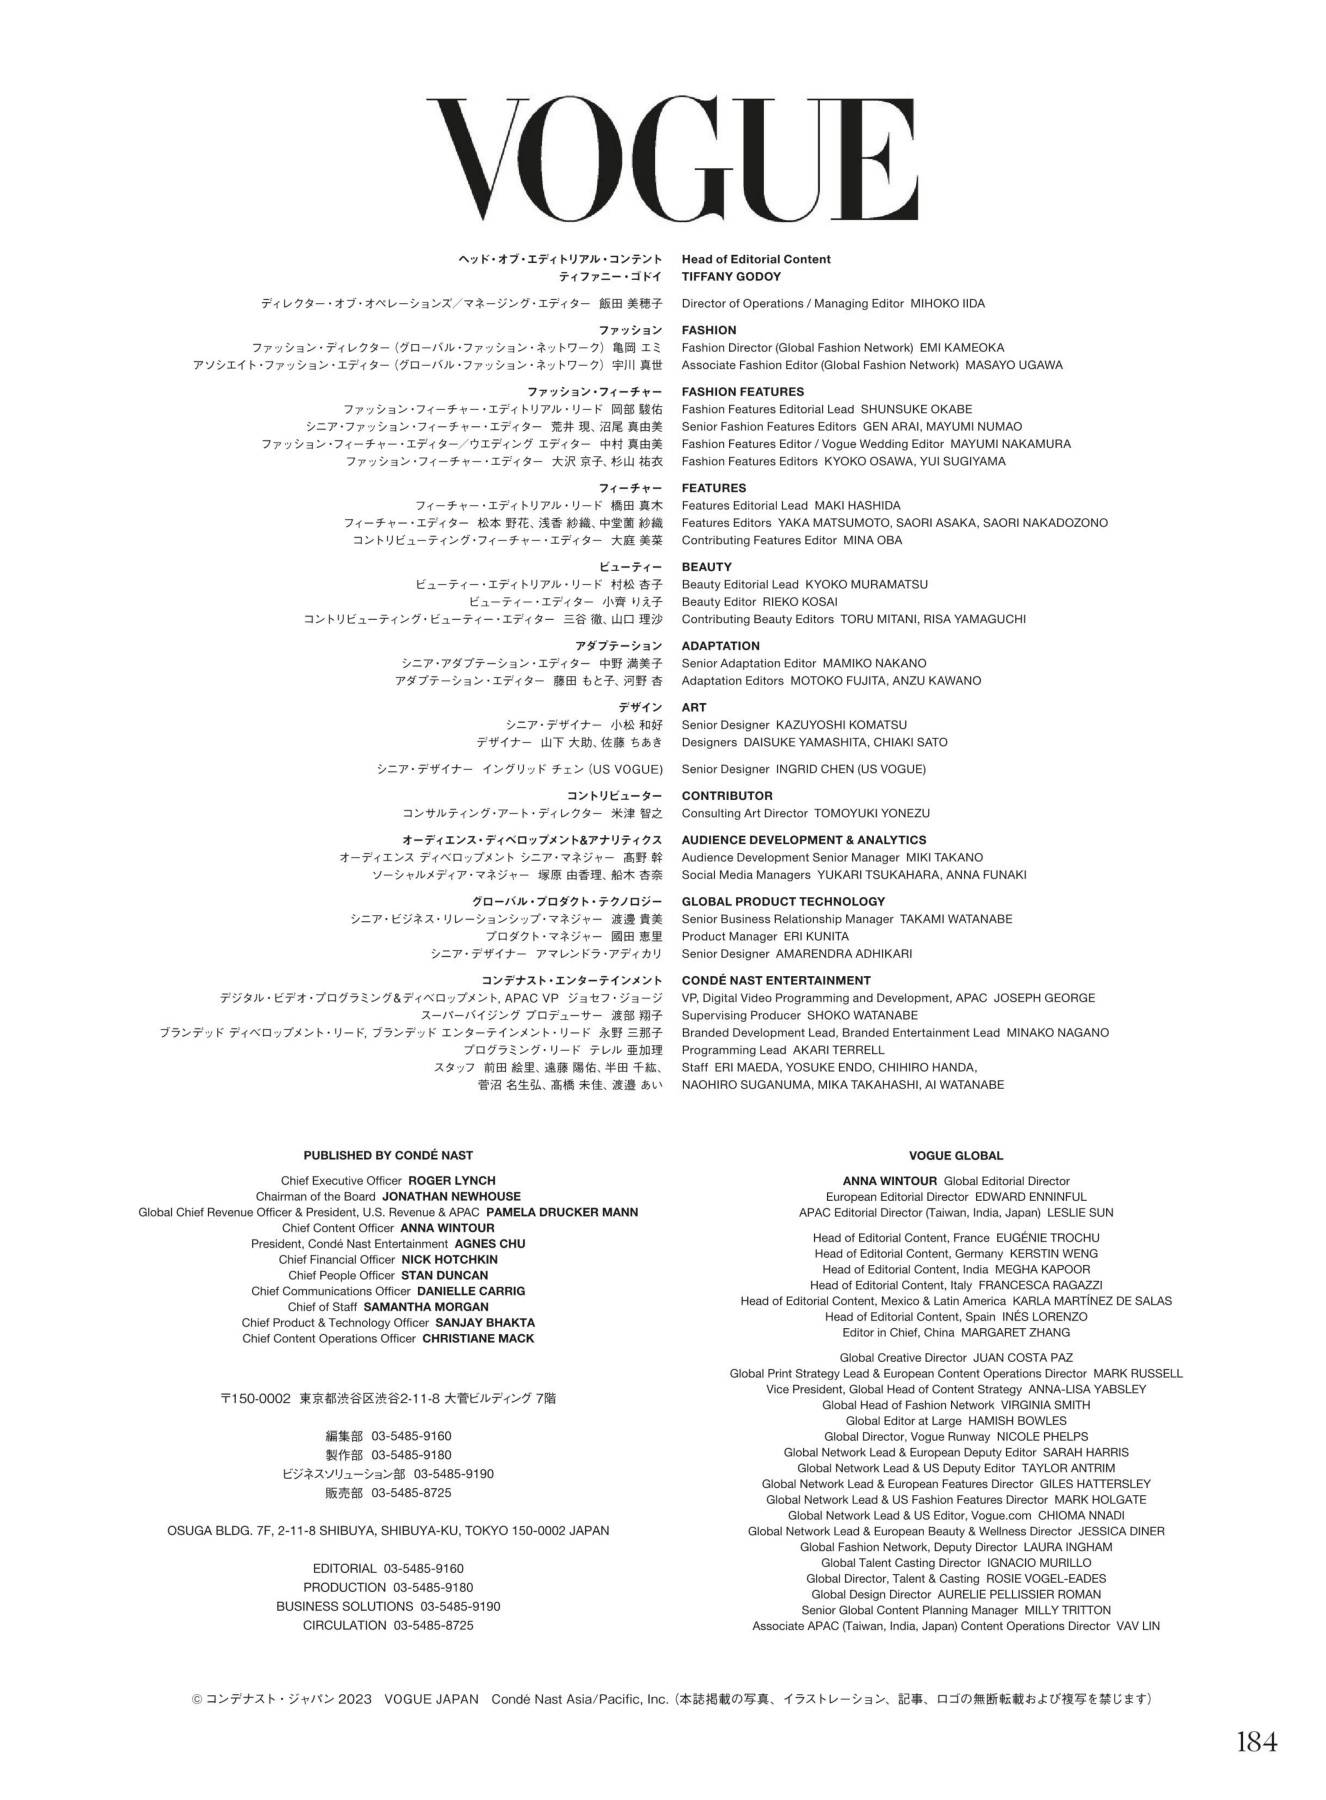 VOGUE
ヘッド・オブ・エディトリアル・コンテント Head of Editorial Content
ティファニー・ゴドイ TIFFANY GODOY
ディレクター・オブ・オペレーションズ／マネージング・エディター 飯田 美穂子 Director of Operations / Managing Editor MIHOKO IIDA
ファッション FASHION
ファッション・ディレクター（グローバル・ファッション・ネットワーク） 亀岡 エミ Fashion Director (Global Fashion Network) EMI KAMEOKA
アソシエイト・ファッション・エディター（グローバル・ファッション・ネットワーク） 宇川 真世 Associate Fashion Editor (Global Fashion Network) MASAYO UGAWA
ファッション・フィーチャー FASHION FEATURES
ファッション・フィーチャー・エディトリアル・リード 岡部 駿佑 Fashion Features Editorial Lead SHUNSUKE OKABE
シニア・ファッション・フィーチャー・エディター 荒井 現、沼尾 真由美 Senior Fashion Features Editors GEN ARAI, MAYUMI NUMAO
ファッション・フィーチャー・エディター／ウエディング エディター 中村 真由美 Fashion Features Editor / Vogue Wedding Editor MAYUMI NAKAMURA
ファッション・フィーチャー・エディター 大沢 京子、杉山 祐衣 Fashion Features Editors KYOKO OSAWA, YUI SUGIYAMA
フィーチャー FEATURES
フィーチャー・エディトリアル・リード 橋田 真木 Features Editorial Lead MAKI HASHIDA
フィーチャー・エディター 松本 野花、浅香 紗織、中堂薗 紗織 Features Editors YAKA MATSUMOTO, SAORI ASAKA, SAORI NAKADOZONO
コントリビューティング・フィーチャー・エディター 大庭 美菜 Contributing Features Editor MINA OBA
ビューティー BEAUTY
ビューティー・エディトリアル・リード 村松 杏子 Beauty Editorial Lead KYOKO MURAMATSU
ビューティー・エディター 小齊 りえ子 Beauty Editor RIEKO KOSAI
コントリビューティング・ビューティー・エディター 三谷 徹、山口 理沙 Contributing Beauty Editors TORU MITANI, RISA YAMAGUCHI
アダプテーション ADAPTATION
シニア・アダプテーション・エディター 中野 満美子 Senior Adaptation Editor MAMIKO NAKANO
アダプテーション・エディター 藤田 もと子、河野 杏 Adaptation Editors MOTOKO FUJITA, ANZU KAWANO
デザイン ART
シニア・デザイナー 小松 和好 Senior Designer KAZUYOSHI KOMATSU
デザイナー 山下 大助、佐藤 ちあき Designers DAISUKE YAMASHITA, CHIAKI SATO
シニア・デザイナー イングリッド チェン（US VOGUE） Senior Designer INGRID CHEN (US VOGUE)
コントリビューター CONTRIBUTOR
コンサルティング・アート・ディレクター 米津 智之 Consulting Art Director TOMOYUKI YONEZU
オーディエンス・ディベロップメント&アナリティクス AUDIENCE DEVELOPMENT & ANALYTICS
オーディエンス ディベロップメント シニア・マネジャー 髙野 幹 Audience Development Senior Manager MIKI TAKANO
ソーシャルメディア・マネジャー 塚原 由香理、船木 杏奈 Social Media Managers YUKARI TSUKAHARA, ANNA FUNAKI
グローバル・プロダクト・テクノロジー GLOBAL PRODUCT TECHNOLOGY
シニア・ビジネス・リレーションシップ・マネジャー 渡邊 貴美 Senior Business Relationship Manager TAKAMI WATANABE
プロダクト・マネジャー 國田 恵里 Product Manager ERI KUNITA
シニア・デザイナー アマレンドラ・アディカリ Senior Designer AMARENDRA ADHIKARI
コンデナスト・エンターテインメント CONDÉ NAST ENTERTAINMENT
デジタル・ビデオ・プログラミング&ディベロップメント, APAC VP ジョセフ・ジョージ VP, Digital Video Programming and Development, APAC JOSEPH GEORGE
スーパーバイジング プロデューサー 渡部 翔子 Supervising Producer SHOKO WATANABE
ブランデッド ディベロップメント・リード, ブランデッド エンターテインメント・リード 永野 三那子 Branded Development Lead, Branded Entertainment Lead MINAKO NAGANO
プログラミング・リード テレル 亜加理 Programming Lead AKARI TERRELL
スタッフ 前田 絵里、遠藤 陽佑、半田 千紘、 Staff ERI MAEDA, YOSUKE ENDO, CHIHIRO HANDA,
菅沼 名生弘、髙橋 未佳、渡邉 あい NAOHIRO SUGANUMA, MIKA TAKAHASHI, AI WATANABE
PUBLISHED BY CONDÉ NAST
Chief Executive Officer ROGER LYNCH
Chairman of the Board JONATHAN NEWHOUSE
Global Chief Revenue Officer & President, U.S. Revenue & APAC PAMELA DRUCKER MANN
Chief Content Officer ANNA WINTOUR
President, Condé Nast Entertainment AGNES CHU
Chief Financial Officer NICK HOTCHKIN
Chief People Officer STAN DUNCAN
Chief Communications Officer DANIELLE CARRIG
Chief of Staff SAMANTHA MORGAN
Chief Product & Technology Officer SANJAY BHAKTA
Chief Content Operations Officer CHRISTIANE MACK
〒150-0002 東京都渋谷区渋谷2-11-8 大菅ビルディング 7階
編集部 03-5485-9160
製作部 03-5485-9180
ビジネスソリューション部 03-5485-9190
販売部 03-5485-8725
OSUGA BLDG. 7F, 2-11-8 SHIBUYA, SHIBUYA-KU, TOKYO 150-0002 JAPAN
EDITORIAL 03-5485-9160
PRODUCTION 03-5485-9180
BUSINESS SOLUTIONS 03-5485-9190
CIRCULATION 03-5485-8725
VOGUE GLOBAL
ANNA WINTOUR Global Editorial Director
European Editorial Director EDWARD ENNINFUL
APAC Editorial Director (Taiwan, India, Japan) LESLIE SUN
Head of Editorial Content, France EUGÉNIE TROCHU
Head of Editorial Content, Germany KERSTIN WENG
Head of Editorial Content, India MEGHA KAPOOR
Head of Editorial Content, Italy FRANCESCA RAGAZZI
Head of Editorial Content, Mexico & Latin America KARLA MARTÍNEZ DE SALAS
Head of Editorial Content, Spain INÉS LORENZO
Editor in Chief, China MARGARET ZHANG
Global Creative Director JUAN COSTA PAZ
Global Print Strategy Lead & European Content Operations Director MARK RUSSELL
Vice President, Global Head of Content Strategy ANNA-LISA YABSLEY
Global Head of Fashion Network VIRGINIA SMITH
Global Editor at Large HAMISH BOWLES
Global Director, Vogue Runway NICOLE PHELPS
Global Network Lead & European Deputy Editor SARAH HARRIS
Global Network Lead & US Deputy Editor TAYLOR ANTRIM
Global Network Lead & European Features Director GILES HATTERSLEY
Global Network Lead & US Fashion Features Director MARK HOLGATE
Global Network Lead & US Editor, Vogue.com CHIOMA NNADI
Global Network Lead & European Beauty & Wellness Director JESSICA DINER
Global Fashion Network, Deputy Director LAURA INGHAM
Global Talent Casting Director IGNACIO MURILLO
Global Director, Talent & Casting ROSIE VOGEL-EADES
Global Design Director AURELIE PELLISSIER ROMAN
Senior Global Content Planning Manager MILLY TRITTON
Associate APAC (Taiwan, India, Japan) Content Operations Director VAV LIN
© コンデナスト・ジャパン 2023 VOGUE JAPAN Condé Nast Asia/Pacific, Inc.（本誌掲載の写真、イラストレーション、記事、ロゴの無断転載および複写を禁じます）
184